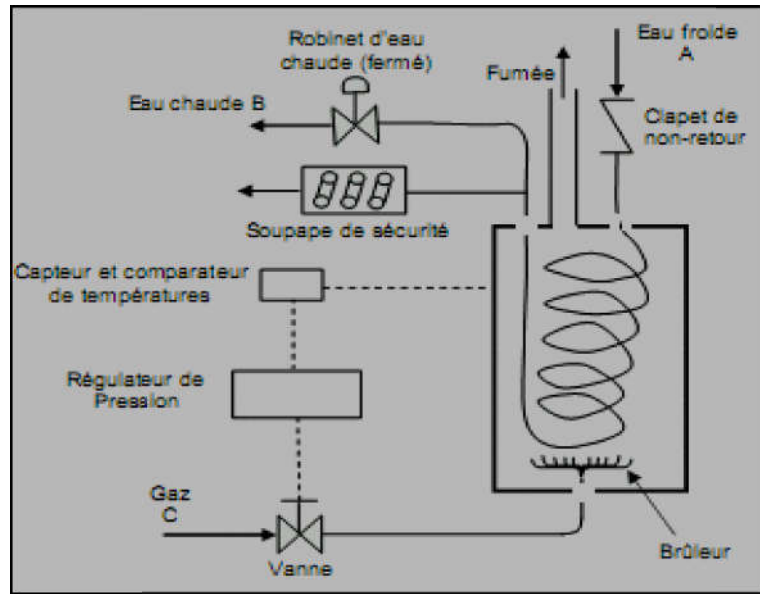 Robinet d'eau
chaude (fermé)
Eau froide
A
Fumée
Eau chaude B
Clapet de
non-retour
Soupape de sécurité
Capteur et comparateur
de températures
Régulateur de
Pression
Gaz
C
Vanne
Brûleur